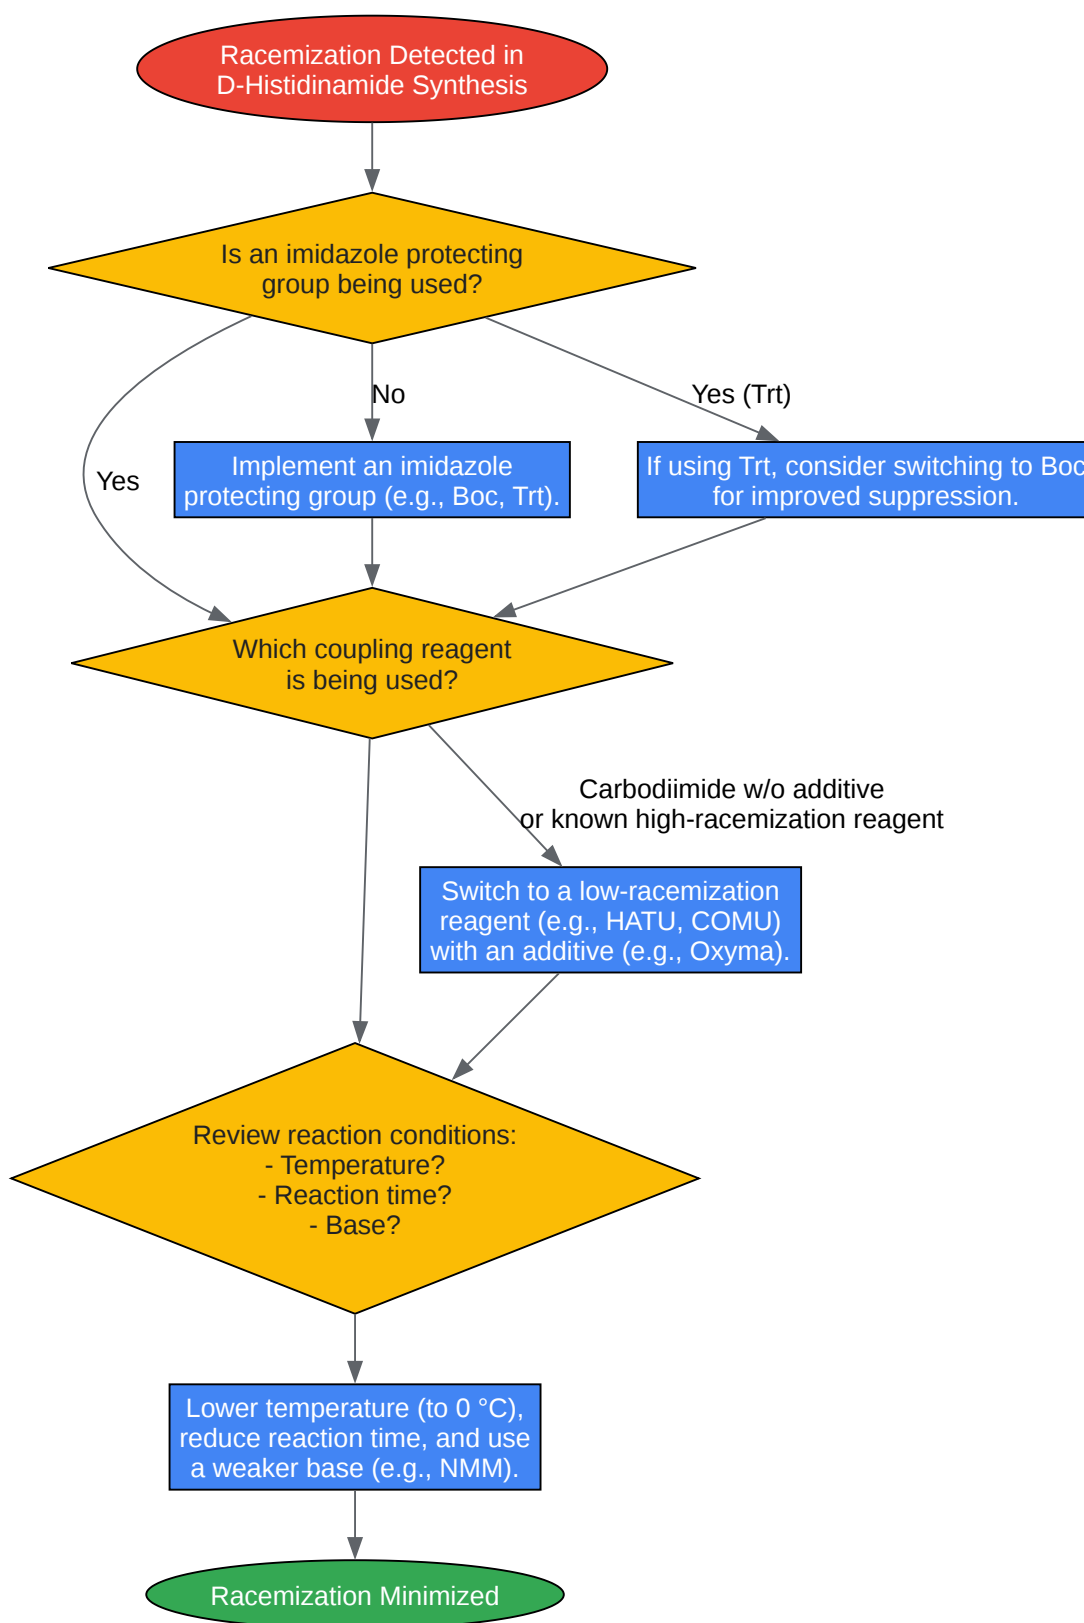 Racemization Detected in
D-Histidinamide Synthesis
Is an imidazole protecting
group being used?
No
Yes (Trt)
Yes
Implement an imidazole
protecting group (e.g., Boc, Trt).
If using Trt, consider switching to Boc
for improved suppression.
Which coupling reagent
is being used?
Carbodiimide w/o additive
or known high-racemization reagent
Switch to a low-racemization
reagent (e.g., HATU, COMU)
with an additive (e.g., Oxyma).
Review reaction conditions:
- Temperature?
- Reaction time?
- Base?
Lower temperature (to 0 °C),
reduce reaction time, and use
a weaker base (e.g., NMM).
Racemization Minimized